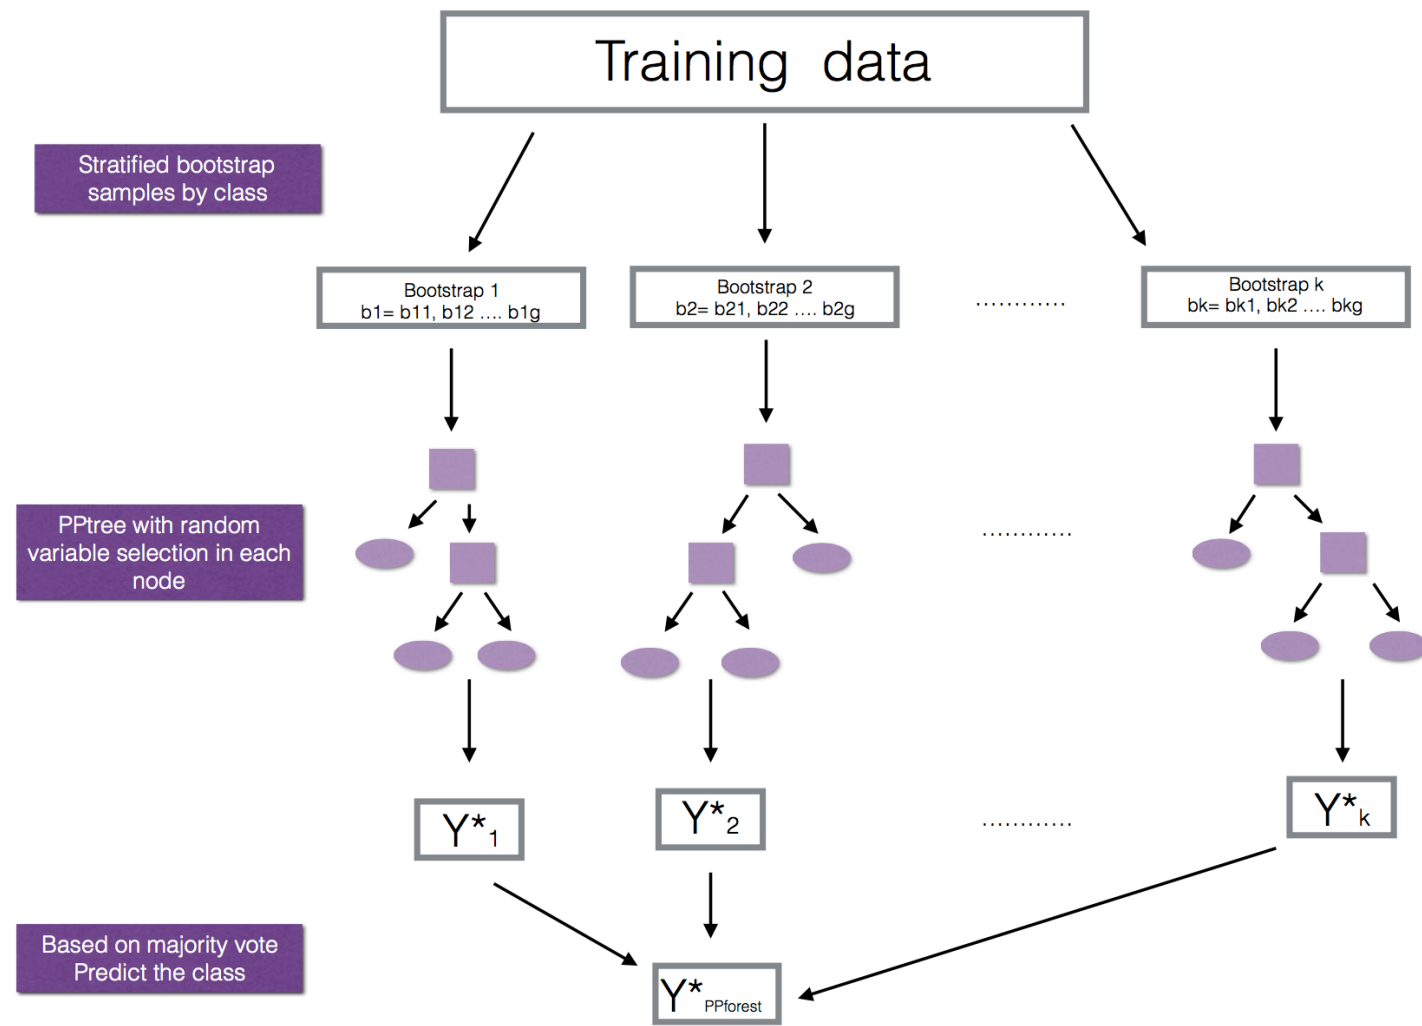 Training data
Stratified bootstrap
samples by class
Bootstrap 1
b1= b11, b12 .... b1g
Bootstrap 2
b2= b21, b22 .... b2g
............
Bootstrap k
bk= bk1, bk2 .... bkg
PPtree with random
variable selection in each
node
............
Y*1
Y*2
............
Y*k
Based on majority vote
Predict the class
Y*PPforest